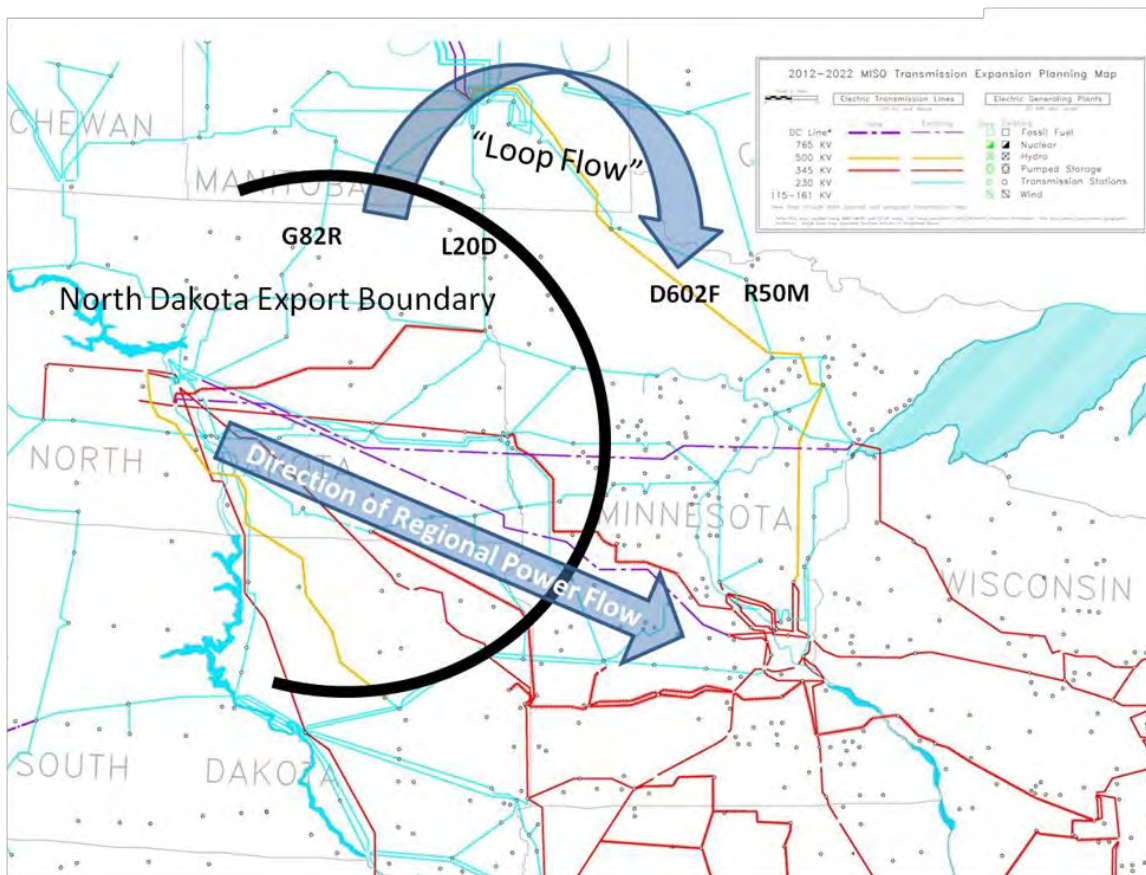 2012-2022 MISO Transmission Expansion Planning Map
Electric Transmission Lines
Electric Generating Plants
Existing
DC Line*
765 KV
500 KV
345 KV
230 KV
115-161 KV
Fossil Fuel
Nuclear
Hydro
Pumped Storage
Transmission Stations
Wind
CHEWAN
MANITOBA
"Loop Flow"
G82R
L20D
D602F
R50M
North Dakota Export Boundary
NORTH
DAKOTA
Direction of Regional Power Flow
MINNESOTA
WISCONSIN
SOUTH DAKOTA